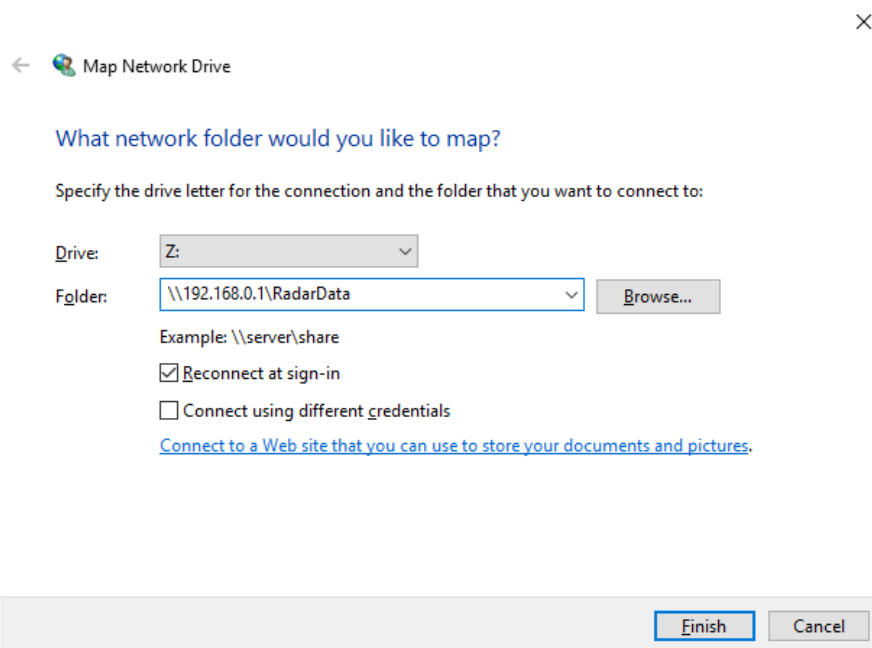 Map Network Drive
What network folder would you like to map?
Specify the drive letter for the connection and the folder that you want to connect to:
Drive: Z:
Folder: \\192.168.0.1\RadarData Browse...
Example: \\server\share
Reconnect at sign-in
Connect using different credentials
Connect to a Web site that you can use to store your documents and pictures.
Finish Cancel